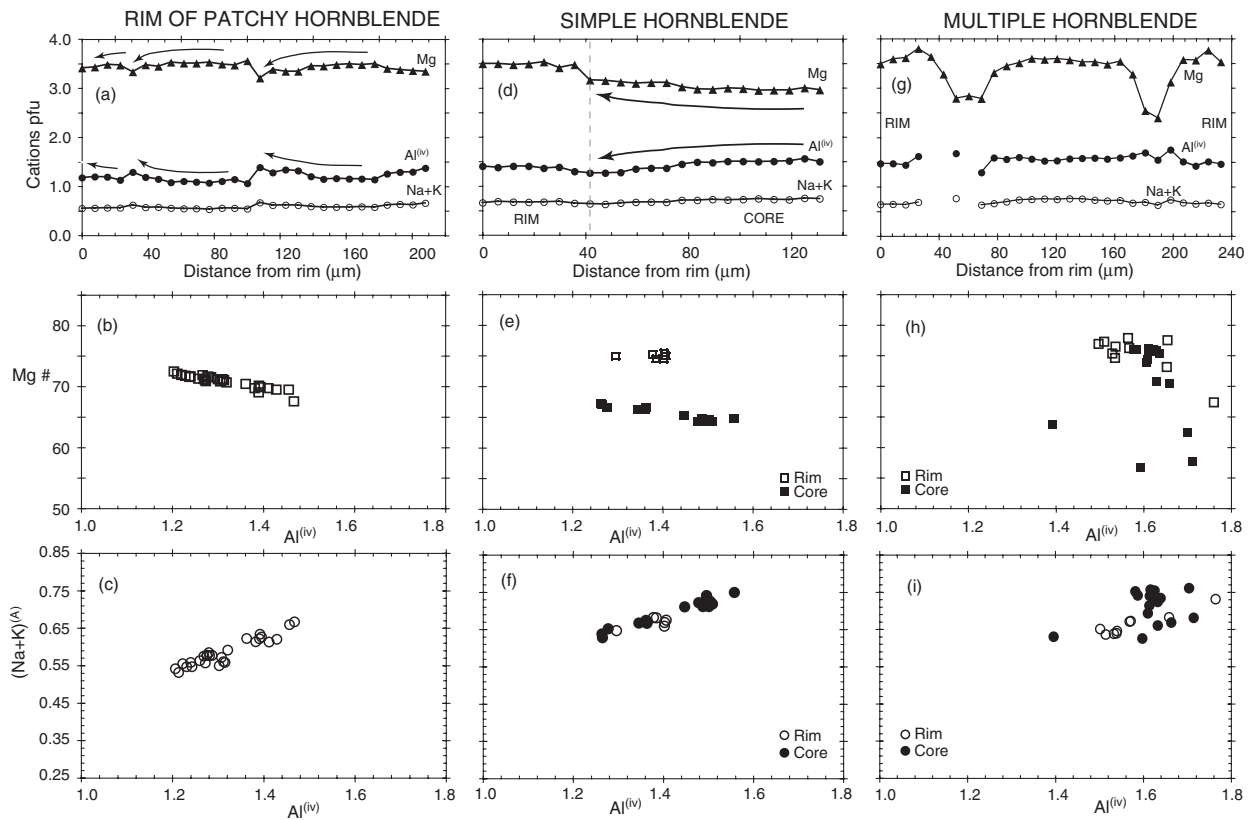 RIM OF PATCHY HORNBLENDE
SIMPLE HORNBLENDE
MULTIPLE HORNBLENDE
4.0
3.0
2.0
1.0
0.0
Cations pfu
(a)
Mg
Al(iv)
Na+K
0 40 80 120 160 200
Distance from rim (μm)
(d)
Mg
Al(iv)
Na+K
RIM
CORE
0 40 80 120
Distance from rim (μm)
(g)
Mg
RIM
RIM
Al(iv)
Na+K
0 40 80 120 160 200 240
Distance from rim (μm)
80
70
60
50
Mg #
(b)
1.0 1.2 1.4 1.6 1.8
Al(iv)
(e)
Rim
Core
1.0 1.2 1.4 1.6 1.8
Al(iv)
(h)
Rim
Core
1.0 1.2 1.4 1.6 1.8
Al(iv)
0.85
0.75
0.65
0.55
0.45
0.35
0.25
(Na+K)(A)
(c)
1.0 1.2 1.4 1.6 1.8
Al(iv)
(f)
Rim
Core
1.0 1.2 1.4 1.6 1.8
Al(iv)
(i)
Rim
Core
1.0 1.2 1.4 1.6 1.8
Al(iv)